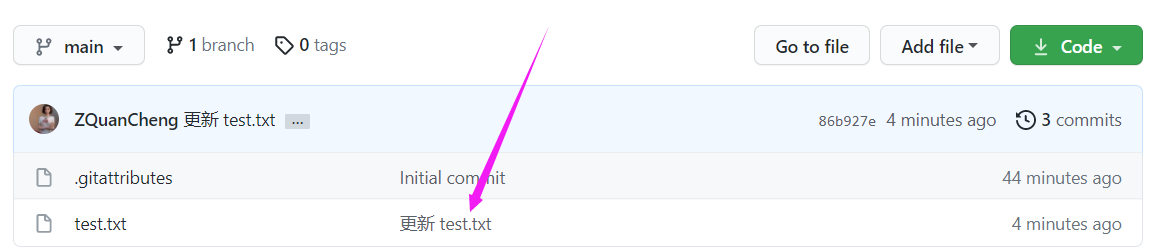 main 1 branch 0 tags Go to file Add file Code
ZQuanCheng 更新 test.txt ... 86b927e 4 minutes ago 3 commits
.gitattributes Initial commit 44 minutes ago
test.txt 更新 test.txt 4 minutes ago